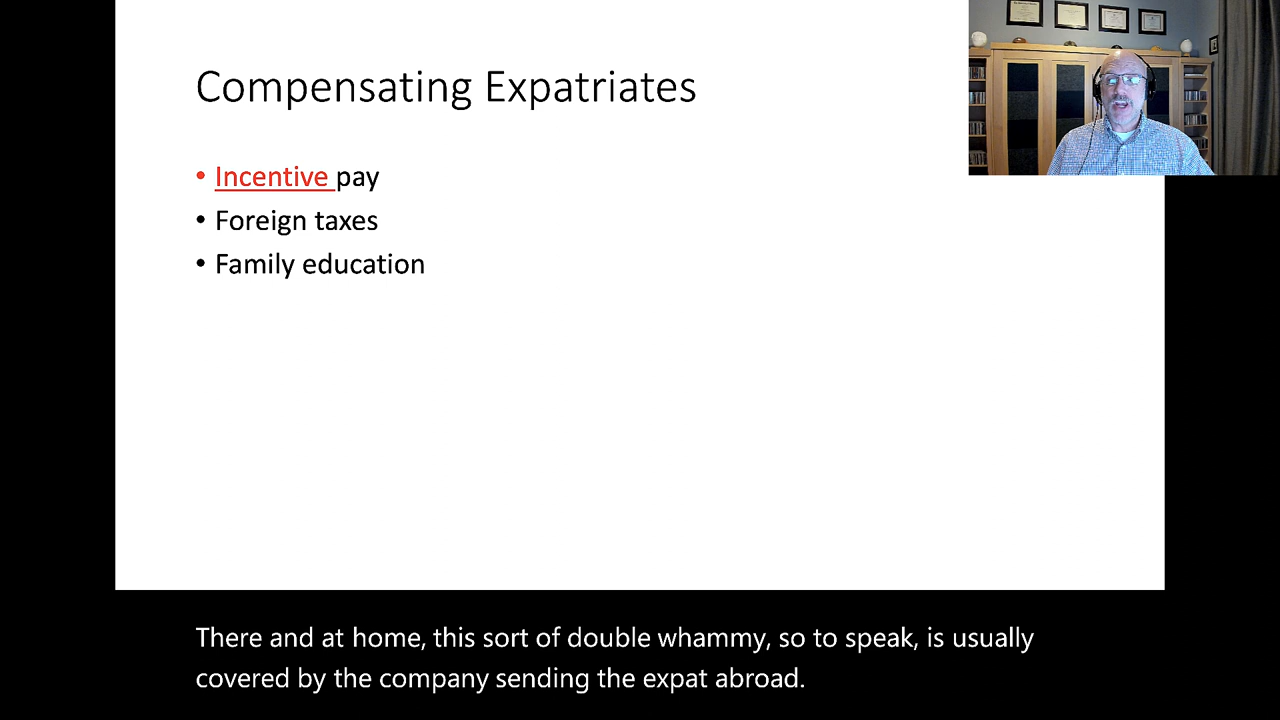 Compensating Expatriates
• Incentive pay
• Foreign taxes
• Family education
There and at home, this sort of double whammy, so to speak, is usually
covered by the company sending the expat abroad.